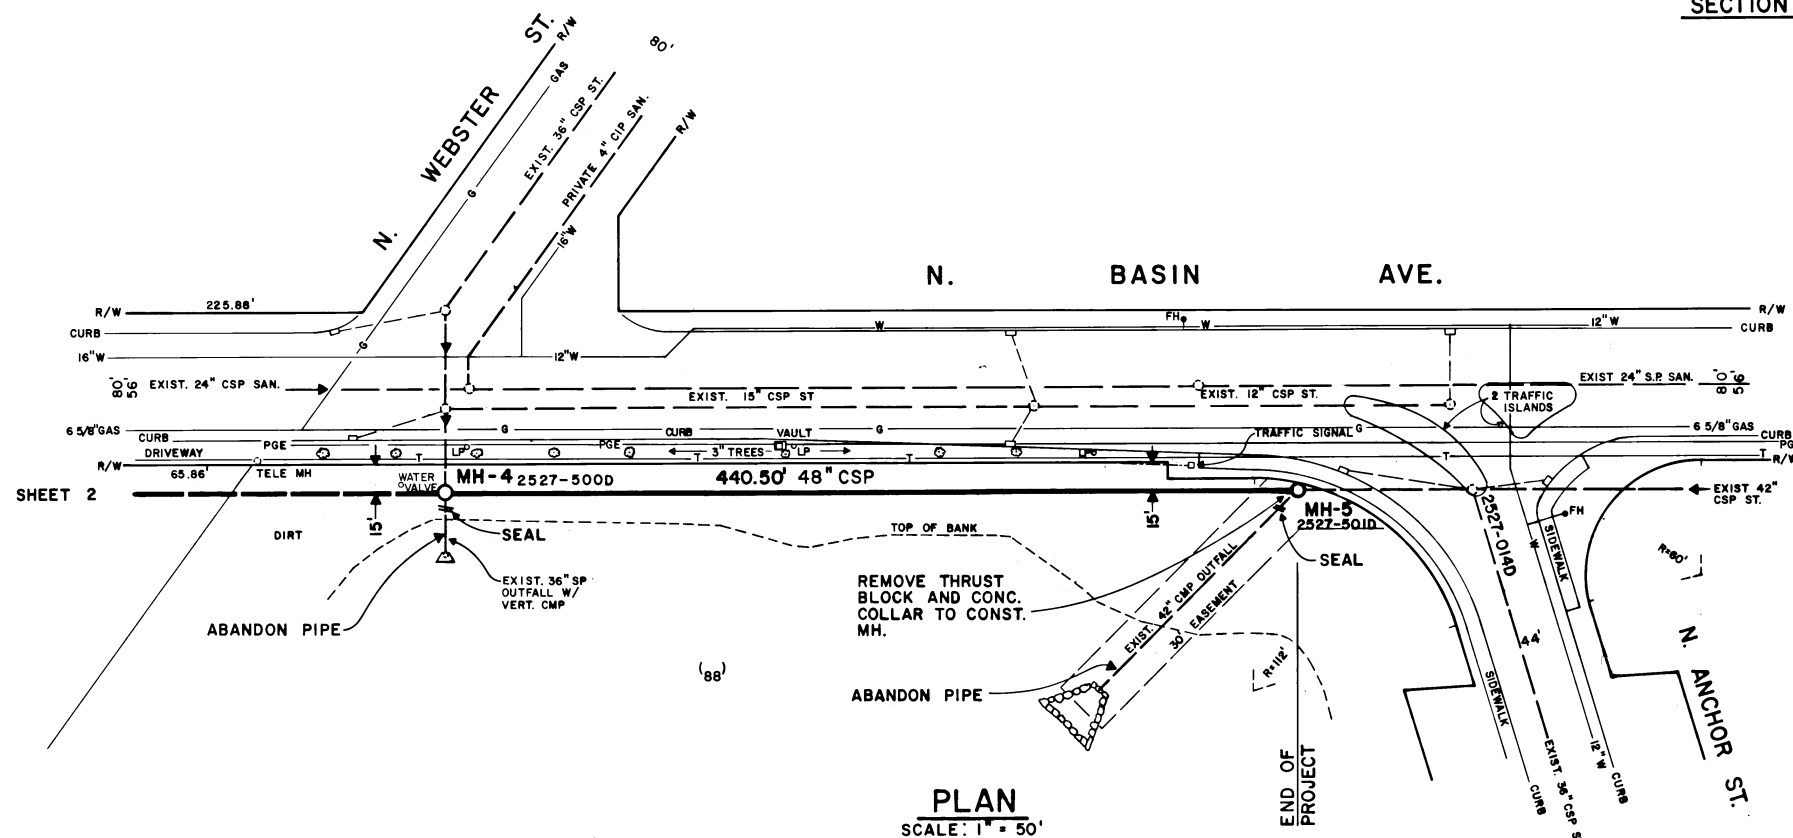 SECTION
N. WEBSTER ST.
R/W
80'
GAS
EXIST. 36" CSP ST.
PRIVATE 4" CIP SAN.
R/W
G
16"W
N. BASIN AVE.
R/W
225.88'
CURB
G
16"W
12"W
W
FH
W
12"W
R/W
CURB
80'
56'
EXIST. 24" CSP SAN.
EXIST. 15" CSP ST
EXIST. 12" CSP ST.
2 TRAFFIC
ISLANDS
EXIST 24" S.P. SAN.
80'
56'
6 5/8" GAS
CURB
DRIVEWAY
R/W
PGE
G
CURB
VAULT
G
PGE
TRAFFIC SIGNAL
G
6 5/8" GAS
CURB
PG
T
R/W
LP
3" TREES
LP
LP
T
T
T
T
T
65.86'
TELE MH
WATER
VALVE
MH-4 2527-500D
440.50' 48" CSP
SHEET 2
15'
15'
MH-5
2527-501D
EXIST 42"
CSP ST.
DIRT
SEAL
TOP OF BANK
SEAL
2527-014D
FH
W
SIDEWALK
R=80'
EXIST. 36" SP
OUTFALL W/
VERT. CMP
ABANDON PIPE
REMOVE THRUST
BLOCK AND CONC.
COLLAR TO CONST.
MH.
EXIST. 42" CMP OUTFALL
30' EASEMENT
R=112'
44'
(88)
ABANDON PIPE
SIDEWALK
N. ANCHOR ST.
END OF
PROJECT
CURB
EXIST. 36" CSP S
12"W
CURB
PLAN
SCALE: 1" = 50'